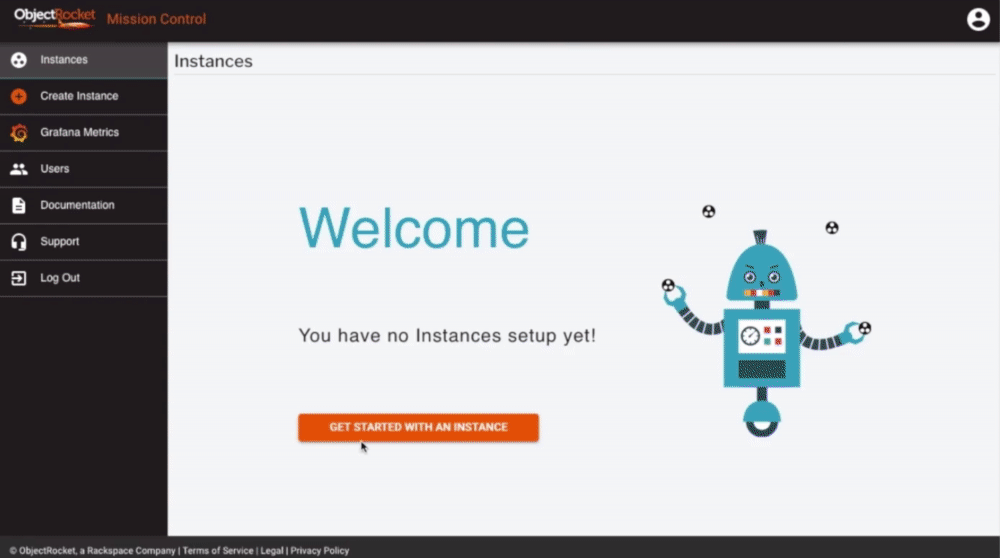 ObjectRocket Mission Control
Instances
Create Instance
Grafana Metrics
Users
Documentation
Support
Log Out
Instances
Welcome
You have no Instances setup yet!
GET STARTED WITH AN INSTANCE
© ObjectRocket, a Rackspace Company | Terms of Service | Legal | Privacy Policy